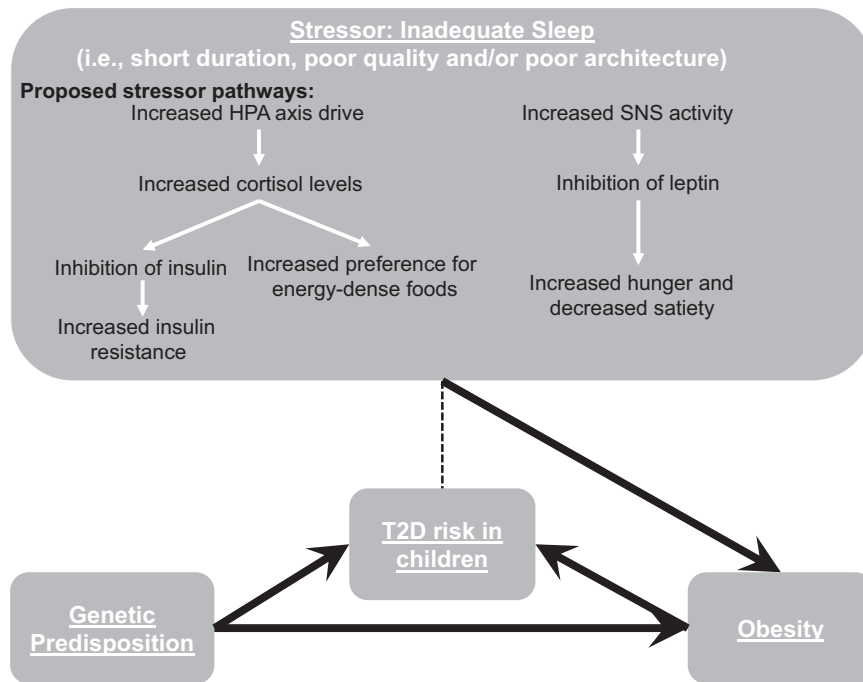 Stressor: Inadequate Sleep
(i.e., short duration, poor quality and/or poor architecture)
Proposed stressor pathways:
Increased HPA axis drive
Increased SNS activity
Increased cortisol levels
Inhibition of leptin
Inhibition of insulin
Increased preference for
energy-dense foods
Increased hunger and
decreased satiety
Increased insulin
resistance
T2D risk in
children
Genetic
Predisposition
Obesity